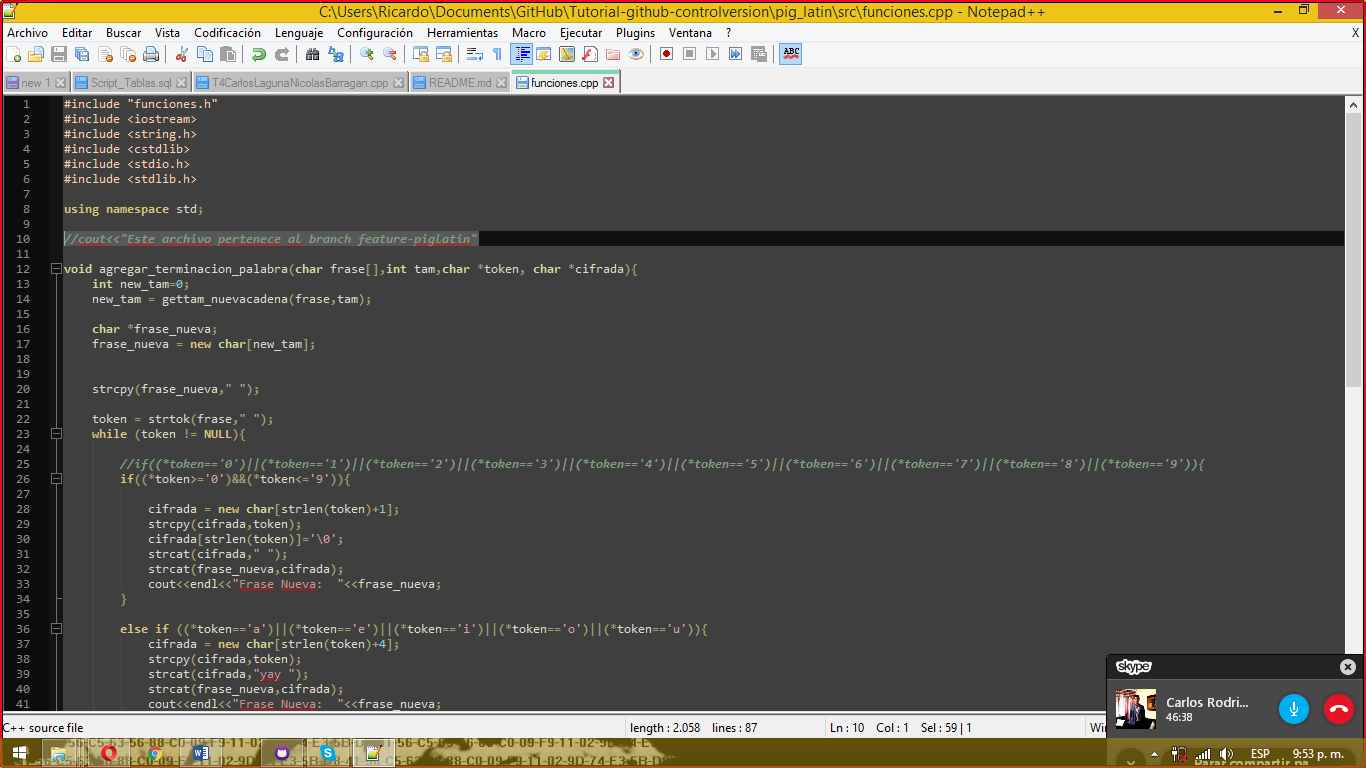 C:\Users\Ricardo\Documents\GitHub\Tutorial-github-controlversion\pig_latin\src\funciones.cpp - Notepad++
Archivo Editar Buscar Vista Codificación Lenguaje Configuración Herramientas Macro Ejecutar Plugins Ventana ? X
ABC
new 1 Script_Tablas.sql T4CarlosLagunaNicolasBarragan.cpp README.md funciones.cpp
1 #include "funciones.h"
2 #include <iostream>
3 #include <string.h>
4 #include <cstdlib>
5 #include <stdio.h>
6 #include <stdlib.h>
7
8 using namespace std;
9
10 //cout<<"Este archivo pertenece al branch feature-piglatin"
11
12 void agregar_terminacion_palabra(char frase[],int tam,char *token, char *cifrada){
13 int new_tam=0;
14 new_tam = gettam_nuevacadena(frase,tam);
15
16 char *frase_nueva;
17 frase_nueva = new char[new_tam];
18
19
20 strcpy(frase_nueva," ");
21
22 token = strtok(frase," ");
23 while (token != NULL){
24
25 //if((*token=='0')||(*token=='1')||(*token=='2')||(*token=='3')||(*token=='4')||(*token=='5')||(*token=='6')||(*token=='7')||(*token=='8')||(*token=='9')){
26 if((*token>='0')&&(*token<='9')){
27
28 cifrada = new char[strlen(token)+1];
29 strcpy(cifrada,token);
30 cifrada[strlen(token)]='\0';
31 strcat(cifrada," ");
32 strcat(frase_nueva,cifrada);
33 cout<<endl<<"Frase Nueva:  "<<frase_nueva;
34 }
35
36 else if ((*token=='a')||(*token=='e')||(*token=='i')||(*token=='o')||(*token=='u')){
37 cifrada = new char[strlen(token)+4];
38 strcpy(cifrada,token);
39 strcat(cifrada,"yay ");
40 strcat(frase_nueva,cifrada);
41 cout<<endl<<"Frase Nueva:  "<<frase_nueva;
skype
Carlos Rodri...
46:38
C++ source file length : 2.058 lines : 87 Ln : 10 Col : 1 Sel : 59 | 1
ESP 9:53 p. m.